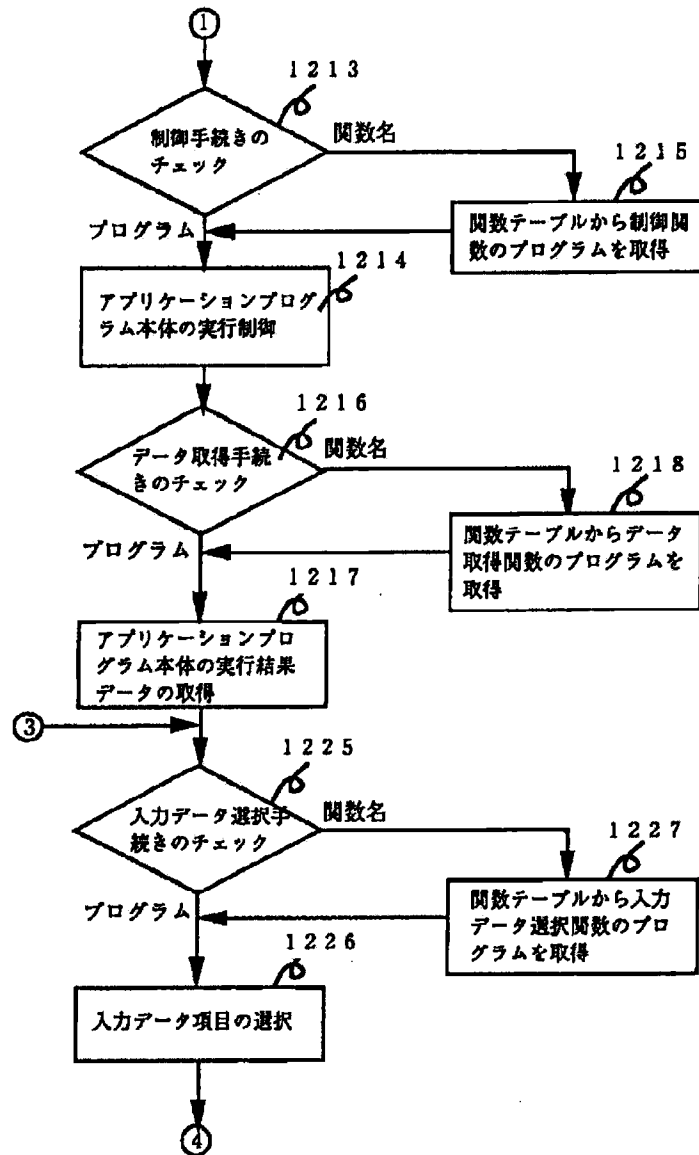 ①
1213
制御手続きの
チェック
関数名
1215
関数テーブルから制御関
数のプログラムを取得
プログラム
1214
アプリケーションプログ
ラム本体の実行制御
1216
データ取得手続
きのチェック
関数名
1218
関数テーブルからデータ
取得関数のプログラムを
取得
プログラム
1217
アプリケーションプロ
グラム本体の実行結果
データの取得
③
1225
入力データ選択手
続きのチェック
関数名
1227
関数テーブルから入力
データ選択関数のプロ
グラムを取得
プログラム
1226
入力データ項目の選択
④